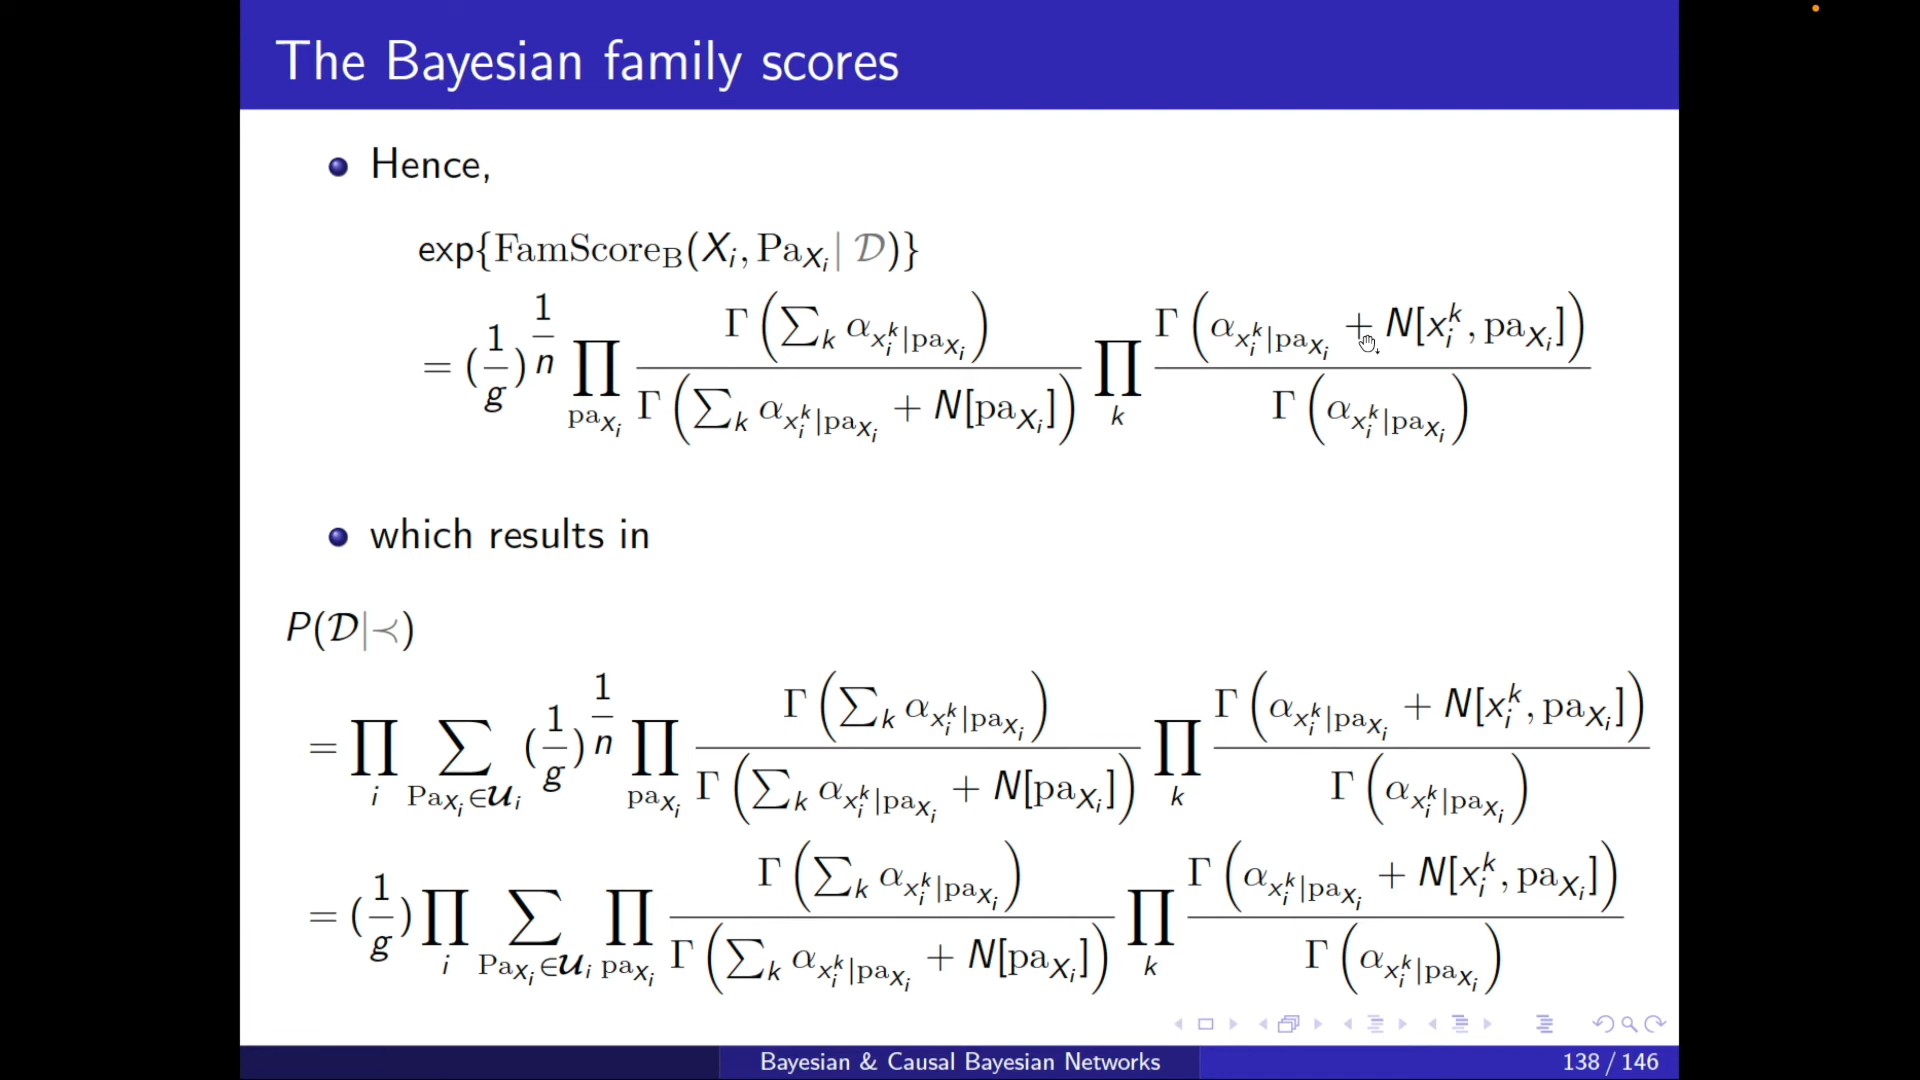 The Bayesian family scores
Hence,
exp{FamScore_B(X_i, Pa_{X_i} | 𝒟)}
= (1/g)^{1/n} ∏_{pa_{X_i}} Γ(∑_k α_{x_i^k|pa_{X_i}}) / Γ(∑_k α_{x_i^k|pa_{X_i}} + N[pa_{X_i}]) ∏_k Γ(α_{x_i^k|pa_{X_i}} + N[x_i^k, pa_{X_i}]) / Γ(α_{x_i^k|pa_{X_i}})
which results in
P(𝒟|≺)
= ∏_i ∑_{Pa_{X_i}∈𝓤_i} (1/g)^{1/n} ∏_{pa_{X_i}} Γ(∑_k α_{x_i^k|pa_{X_i}}) / Γ(∑_k α_{x_i^k|pa_{X_i}} + N[pa_{X_i}]) ∏_k Γ(α_{x_i^k|pa_{X_i}} + N[x_i^k, pa_{X_i}]) / Γ(α_{x_i^k|pa_{X_i}})
= (1/g) ∏_i ∑_{Pa_{X_i}∈𝓤_i} ∏_{pa_{X_i}} Γ(∑_k α_{x_i^k|pa_{X_i}}) / Γ(∑_k α_{x_i^k|pa_{X_i}} + N[pa_{X_i}]) ∏_k Γ(α_{x_i^k|pa_{X_i}} + N[x_i^k, pa_{X_i}]) / Γ(α_{x_i^k|pa_{X_i}})
Bayesian & Causal Bayesian Networks
138 / 146